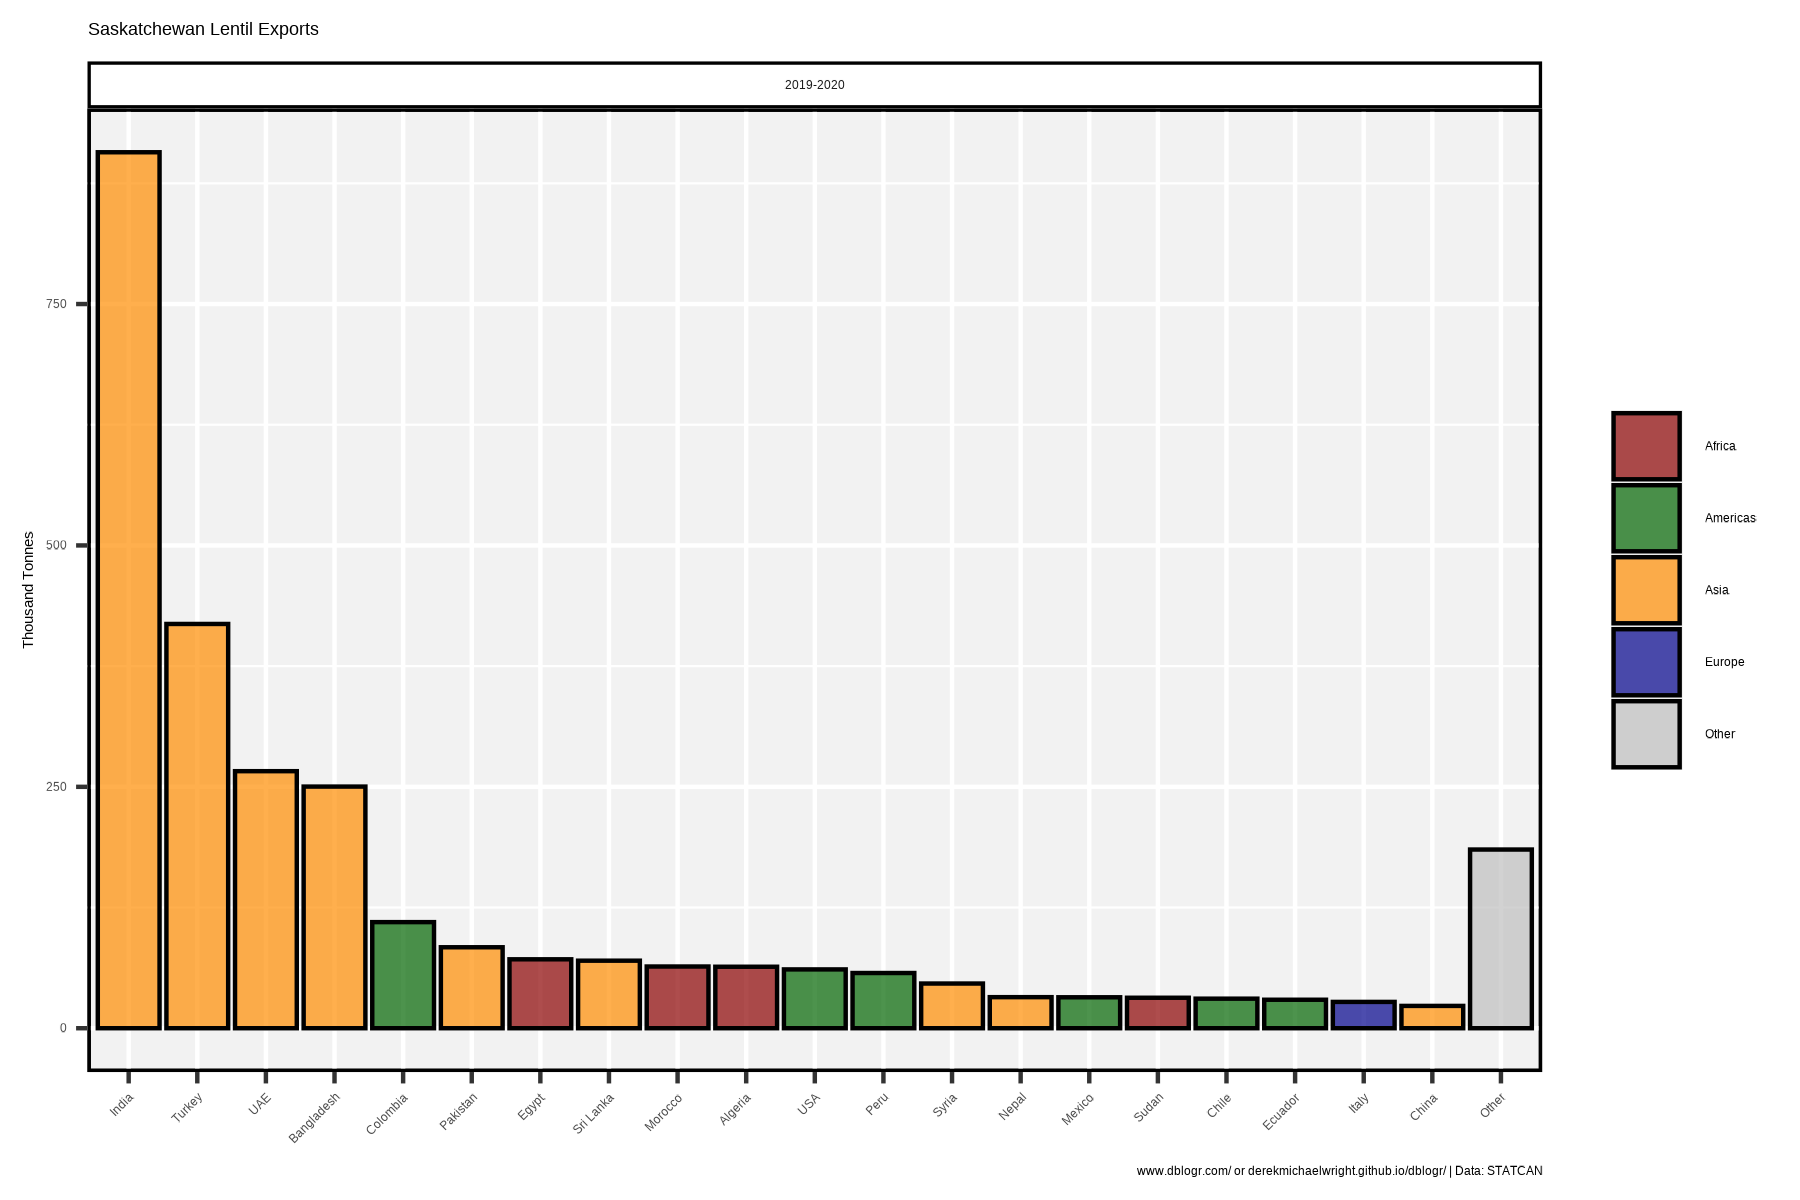 Saskatchewan Lentil Exports
2019-2020
Thousand Tonnes
750
500
250
0
India
Turkey
UAE
Bangladesh
Colombia
Pakistan
Egypt
Sri Lanka
Morocco
Algeria
USA
Peru
Syria
Nepal
Mexico
Sudan
Chile
Ecuador
Italy
China
Other
Africa
Americas
Asia
Europe
Other
www.dblogr.com/ or derekmichaelwright.github.io/dblogr/ | Data: STATCAN